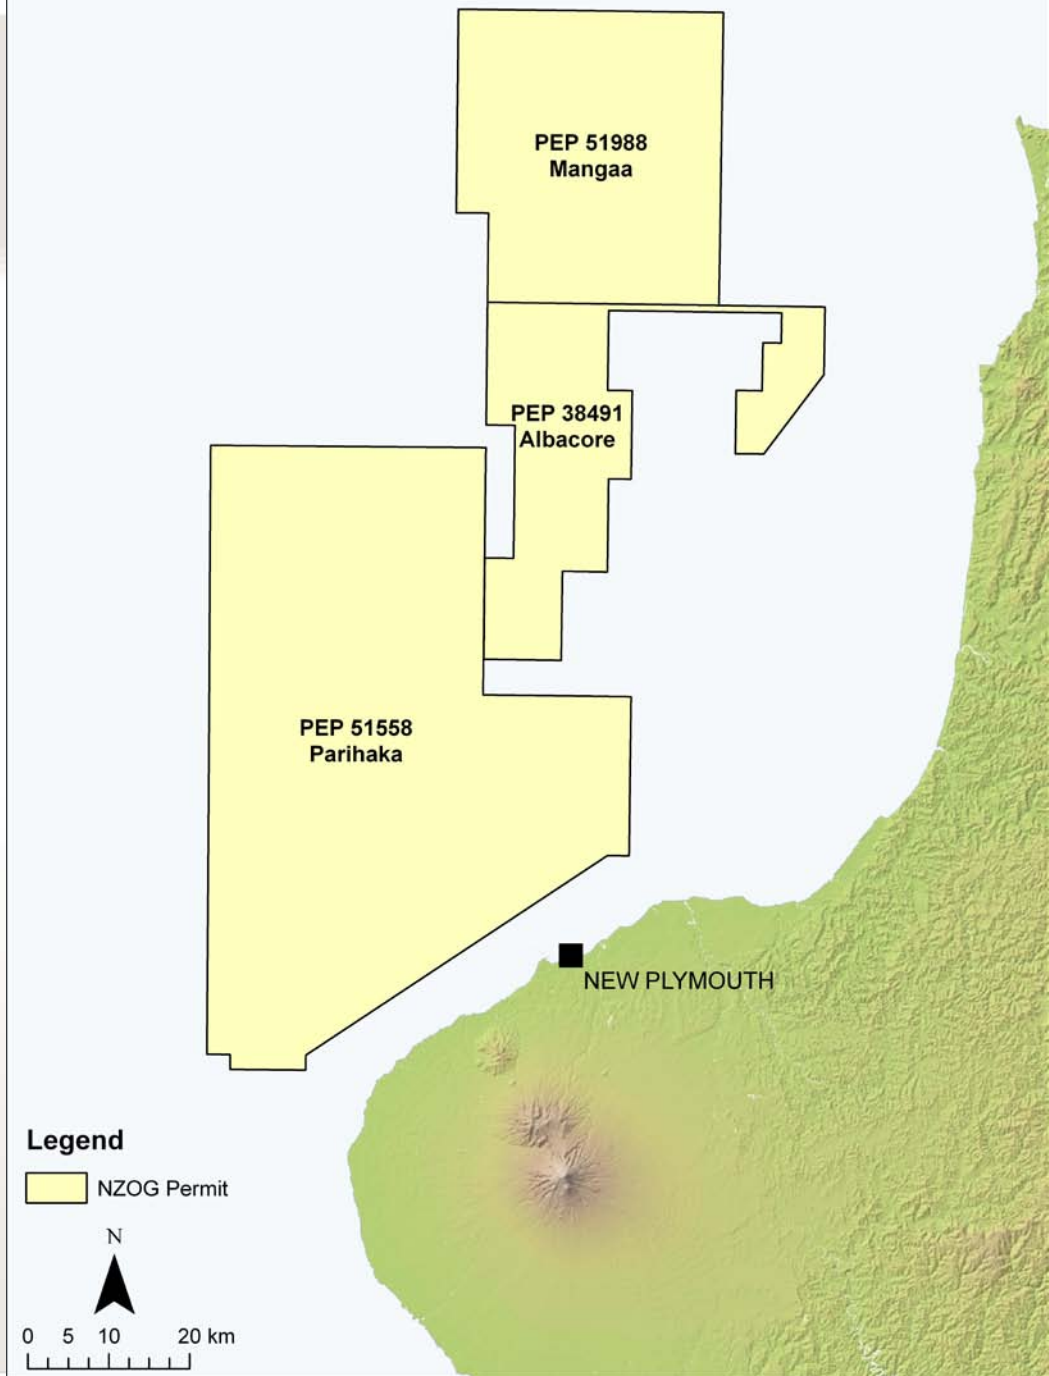 PEP 51988
Mangaa
PEP 38491
Albacore
PEP 51558
Parihaka
NEW PLYMOUTH
Legend
NZOG Permit
N
0 5 10 20 km